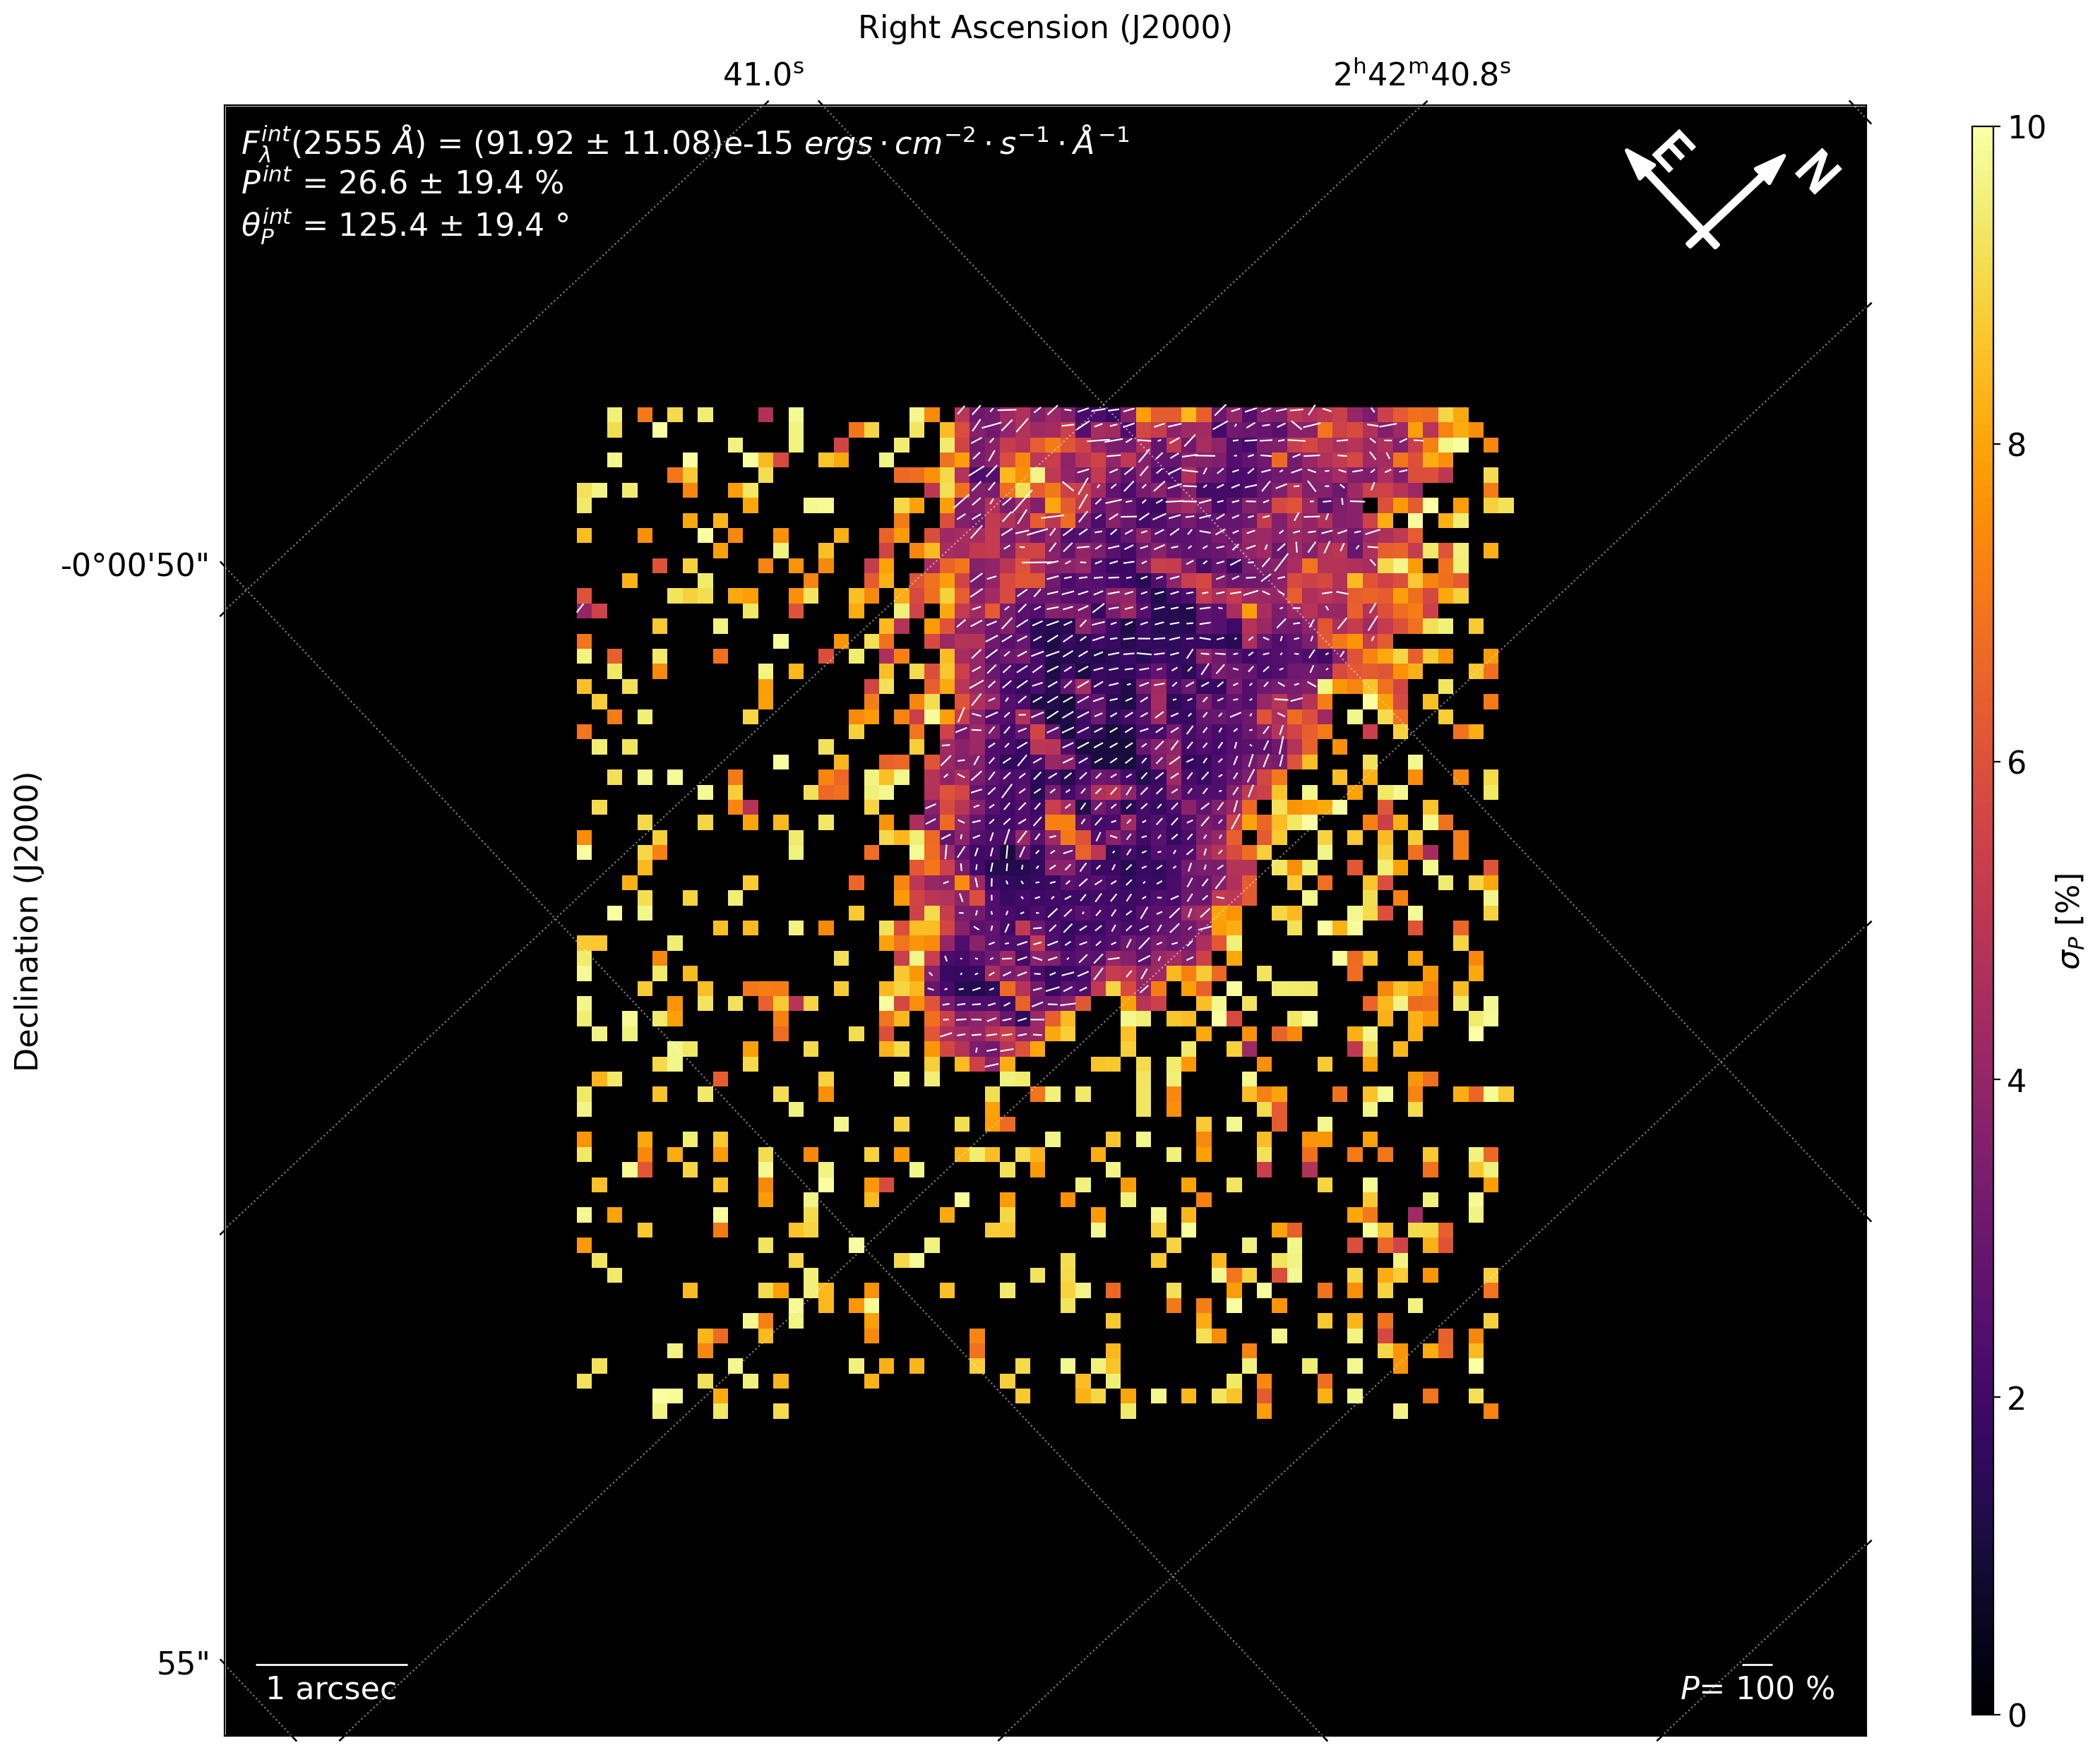 Right Ascension (J2000)
41.0ˢ
2ʰ42ᵐ40.8ˢ
F_λ^int(2555 Å) = (91.92 ± 11.08)e-15 ergs · cm⁻² · s⁻¹ · Å⁻¹
P^int = 26.6 ± 19.4 %
θ_P^int = 125.4 ± 19.4 °
E
N
Declination (J2000)
-0°00'50"
55"
1 arcsec
P= 100 %
10
8
6
4
2
0
σ_P [%]